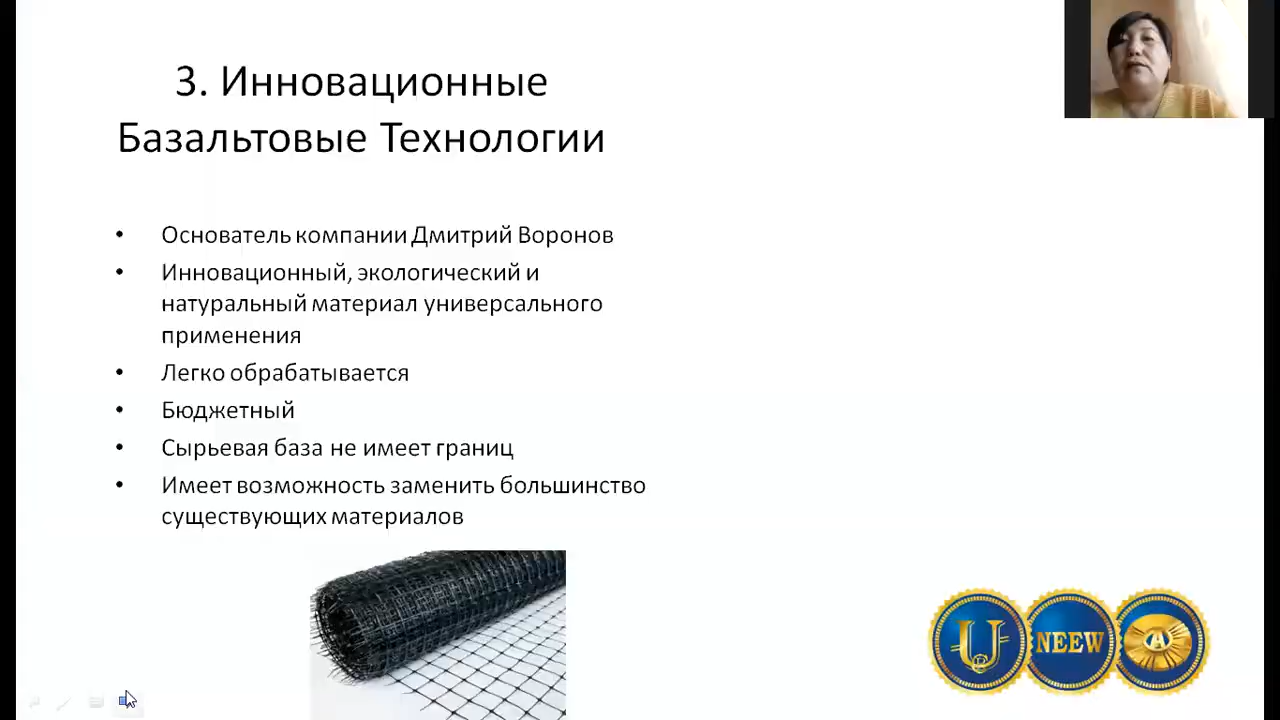 3. Инновационные
Базальтовые Технологии
• Основатель компании Дмитрий Воронов
• Инновационный, экологический и
натуральный материал универсального
применения
• Легко обрабатывается
• Бюджетный
• Сырьевая база не имеет границ
• Имеет возможность заменить большинство
существующих материалов
U NEEW A